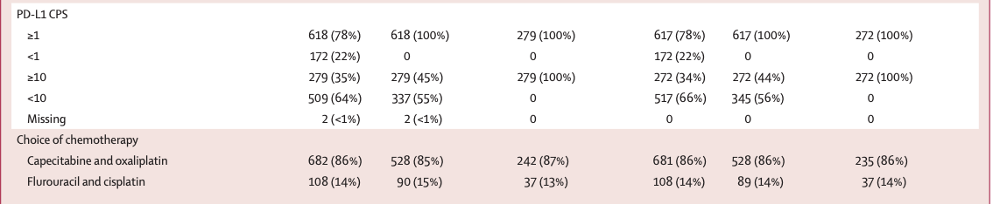 PD-L1 CPS
≥1 618 (78%) 618 (100%) 279 (100%) 617 (78%) 617 (100%) 272 (100%)
<1 172 (22%) 0 0 172 (22%) 0 0
≥10 279 (35%) 279 (45%) 279 (100%) 272 (34%) 272 (44%) 272 (100%)
<10 509 (64%) 337 (55%) 0 517 (66%) 345 (56%) 0
Missing 2 (<1%) 2 (<1%) 0 0 0 0
Choice of chemotherapy
Capecitabine and oxaliplatin 682 (86%) 528 (85%) 242 (87%) 681 (86%) 528 (86%) 235 (86%)
Flurouracil and cisplatin 108 (14%) 90 (15%) 37 (13%) 108 (14%) 89 (14%) 37 (14%)